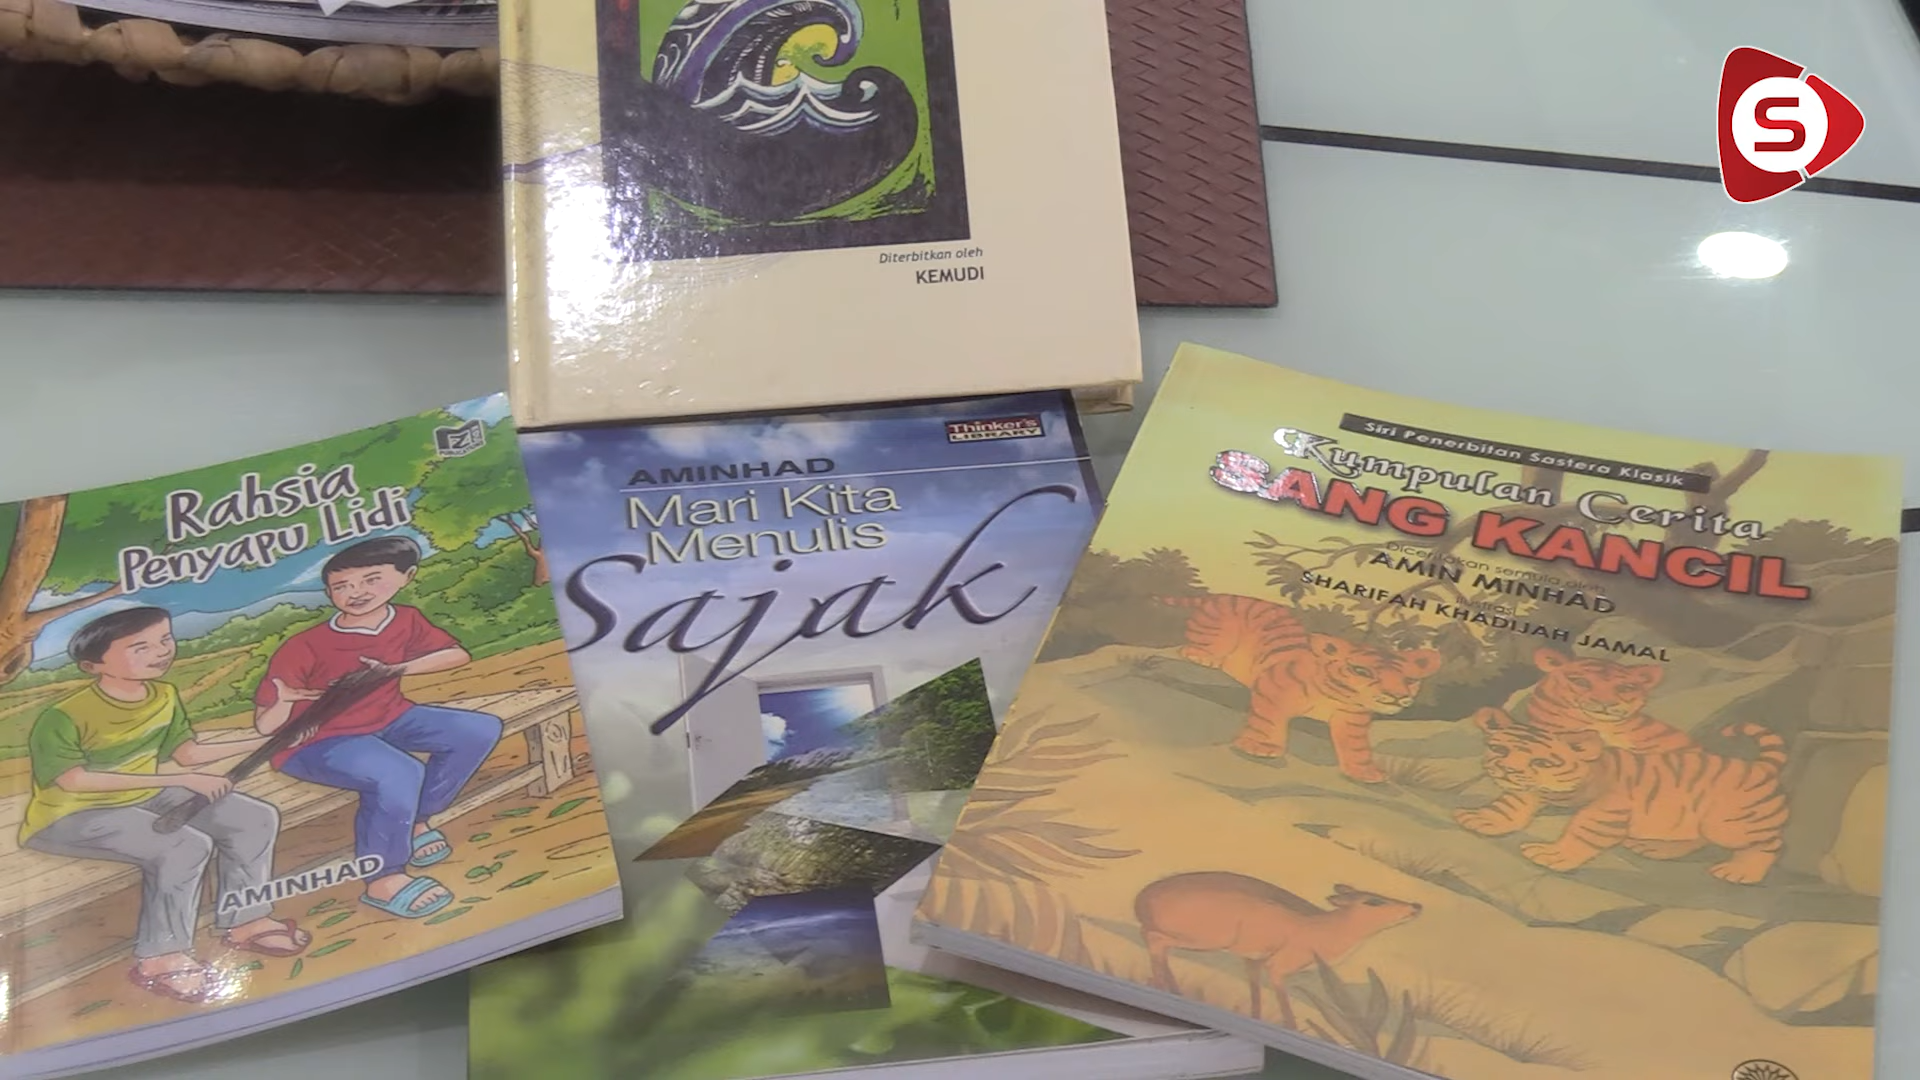 Diterbitkan oleh
KEMUDI
Rahsia
Penyapu Lidi
AMINHAD
Thinker's
LIBRARY
AMINHAD
Mari Kita
Menulis
Sajak
Siri Penerbitan Sastera Klasik
Kumpulan Cerita
SANG KANCIL
Diceritakan semula oleh
AMIN MINHAD
Ilustrasi
SHARIFAH KHADIJAH JAMAL
S